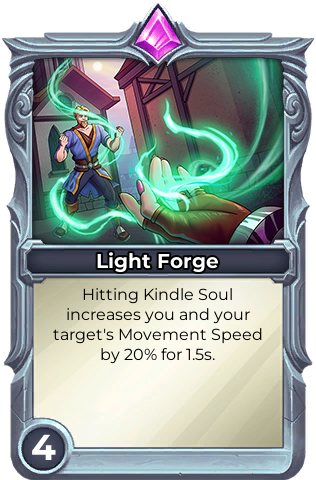 Light Forge
Hitting Kindle Soul
increases you and your
target's Movement Speed
by 20% for 1.5s.
4